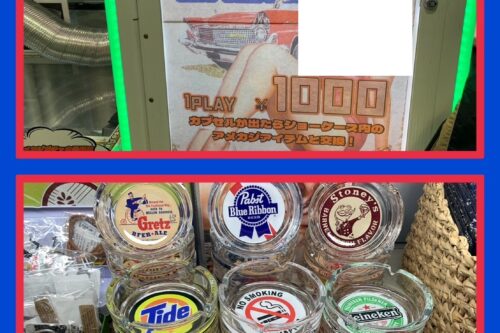 1PLAY ¥1000
カプセルが出たらショーケース内の
アメカジアイテムと交換！
Gretz
BEER•ALE
Pabst
Blue Ribbon
Stoney's
FLAVOR
Tide
NO SMOKING
Heineken